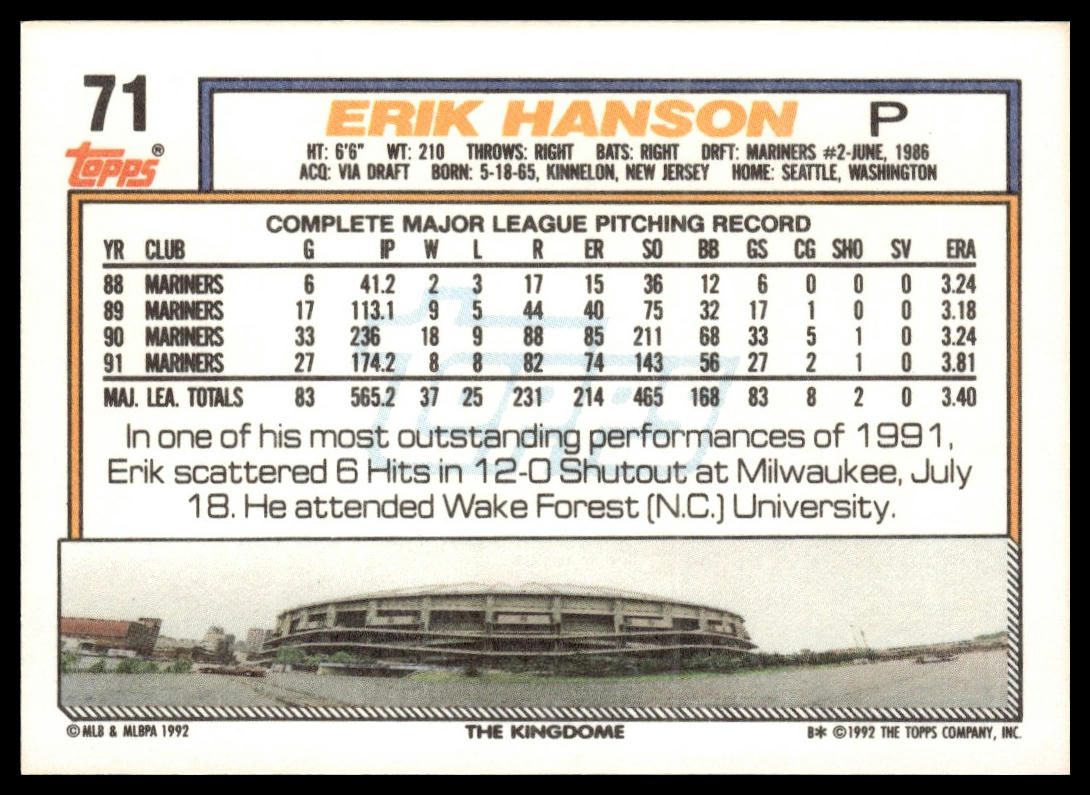 71
TOPPS®
ERIK HANSON P
HT: 6'6" WT: 210 THROWS: RIGHT BATS: RIGHT DRFT: MARINERS #2-JUNE, 1986
ACQ: VIA DRAFT BORN: 5-18-65, KINNELON, NEW JERSEY HOME: SEATTLE, WASHINGTON
COMPLETE MAJOR LEAGUE PITCHING RECORD
YR CLUB G IP W L R ER SO BB GS CG SHO SV ERA
88 MARINERS 6 41.2 2 3 17 15 36 12 6 0 0 0 3.24
89 MARINERS 17 113.1 9 5 44 40 75 32 17 1 0 0 3.18
90 MARINERS 33 236 18 9 88 85 211 68 33 5 1 0 3.24
91 MARINERS 27 174.2 8 8 82 74 143 56 27 2 1 0 3.81
MAJ. LEA. TOTALS 83 565.2 37 25 231 214 465 168 83 8 2 0 3.40
In one of his most outstanding performances of 1991,
Erik scattered 6 Hits in 12-0 Shutout at Milwaukee, July
18. He attended Wake Forest (N.C.) University.
© MLB & MLBPA 1992 THE KINGDOME B* © 1992 THE TOPPS COMPANY, INC.